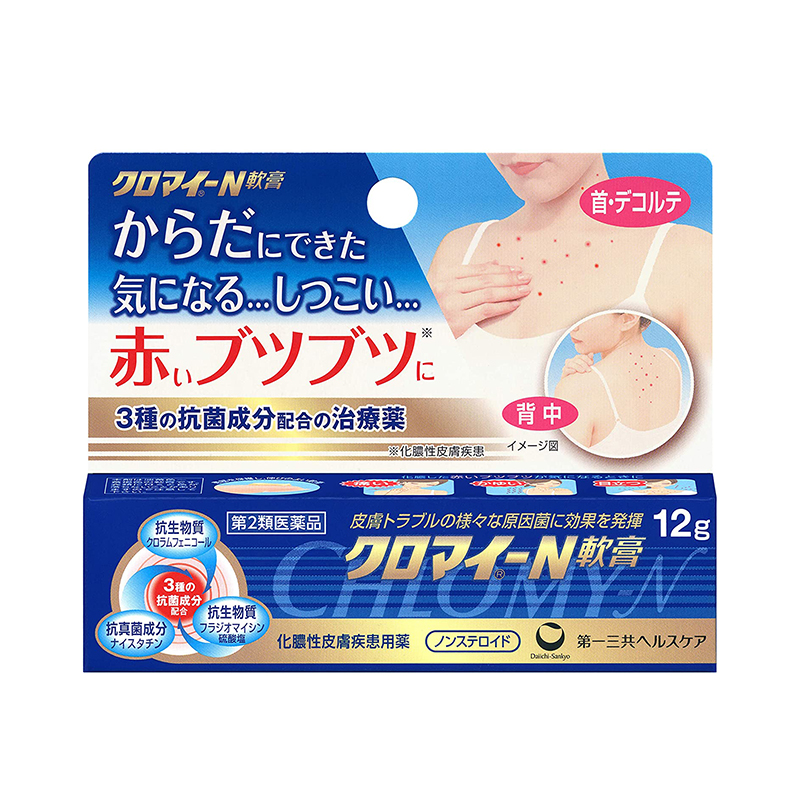 クロマイ-N軟膏
からだにできた
気になる…しつこい…
赤いブツブツ※に
3種の抗菌成分配合の治療薬
※化膿性皮膚疾患
首・デコルテ
背中
イメージ図
痛い
かゆい
目立つ
第2類医薬品
皮膚トラブルの様々な原因菌に効果を発揮
12g
クロマイ-N®軟膏
CHLOMY-N
抗生物質
クロラムフェニコール
3種の
抗菌成分
配合
抗真菌成分
ナイスタチン
抗生物質
フラジオマイシン
硫酸塩
化膿性皮膚疾患用薬
ノンステロイド
Daiichi-Sankyo
第一三共ヘルスケア